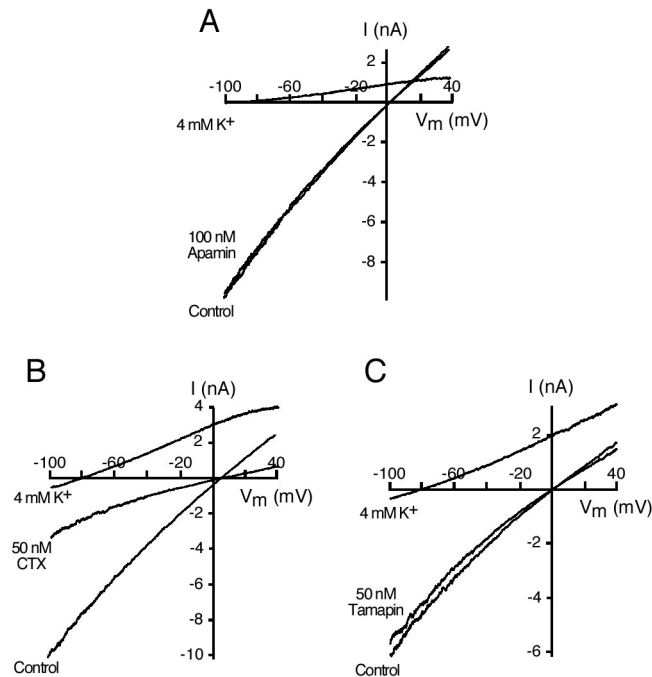 A
I (nA)
2
-100 -60 -20 40
4 mM K+
Vm (mV)
-2
-4
-6
-8
100 nM
Apamin
Control
B
I (nA)
4
2
-100 -60 -20 40
4 mM K+
Vm (mV)
-2
-4
-6
-8
-10
50 nM
CTX
Control
C
I (nA)
2
-100 -60 -20 40
4 mM K+
Vm (mV)
-2
-4
-6
50 nM
Tamapin
Control